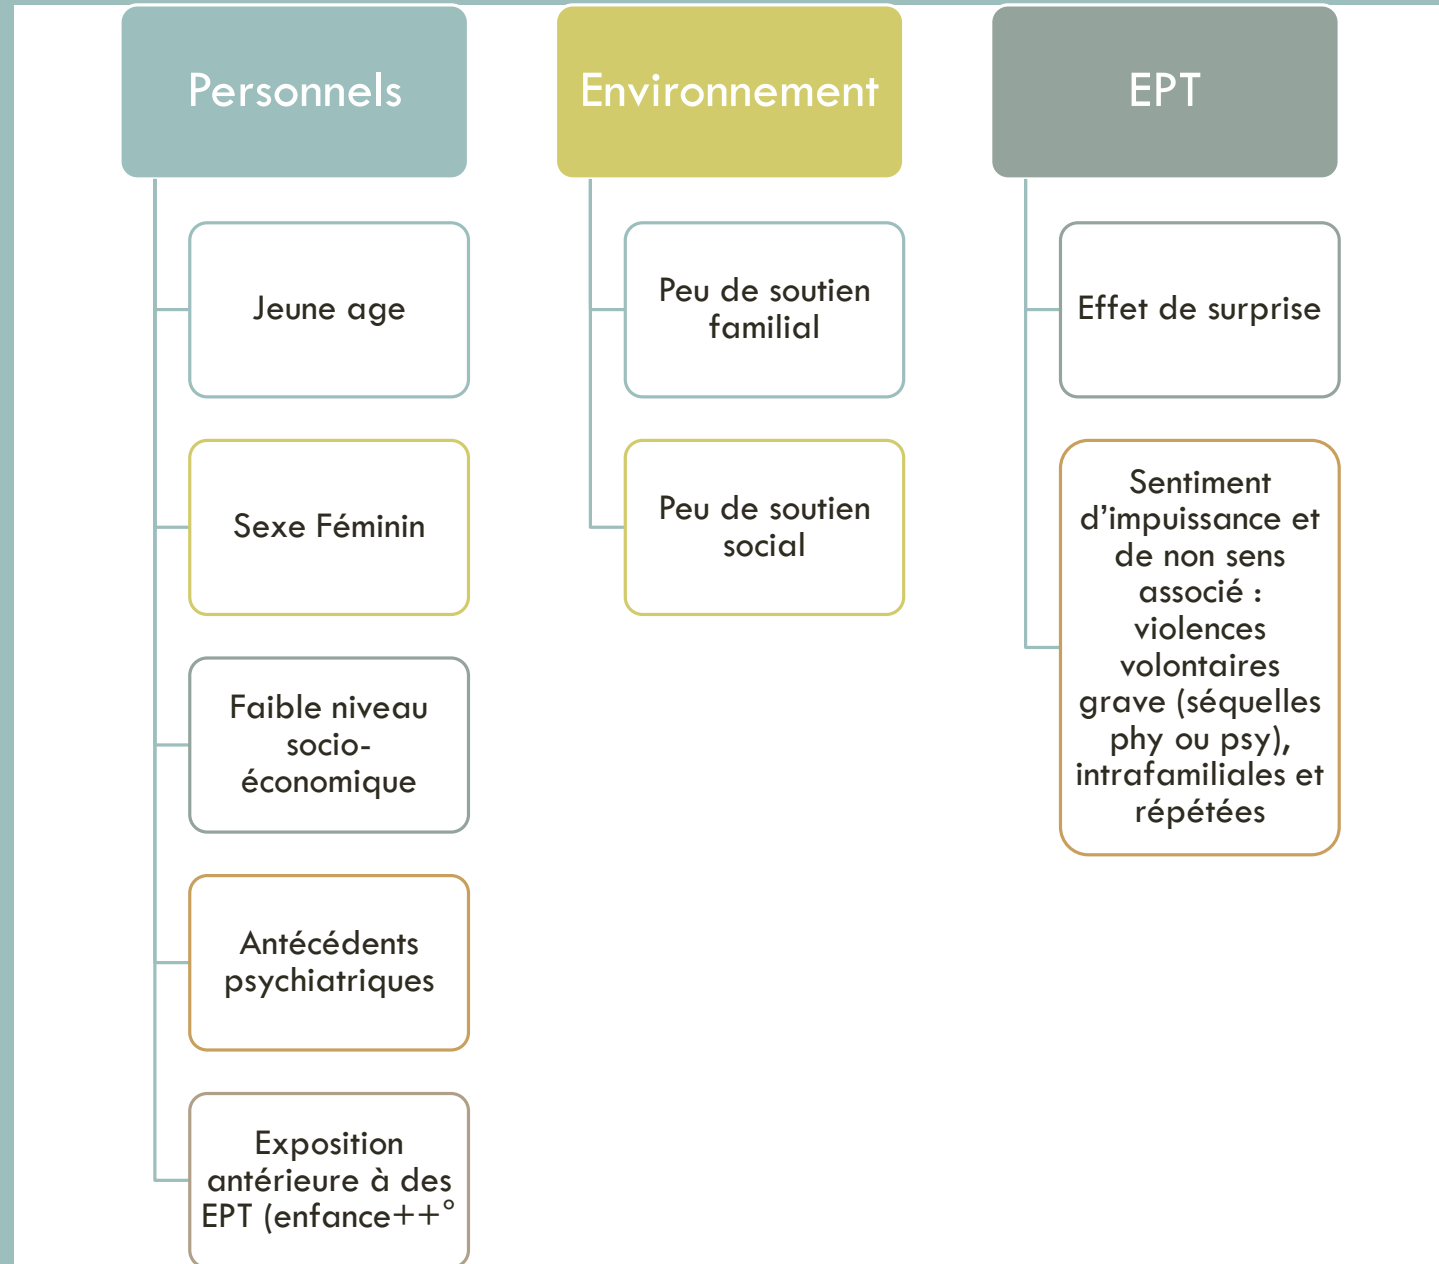 Personnels
Jeune age
Sexe Féminin
Faible niveau
socio-
économique
Antécédents
psychiatriques
Exposition
antérieure à des
EPT (enfance++°
Environnement
Peu de soutien
familial
Peu de soutien
social
EPT
Effet de surprise
Sentiment
d’impuissance et
de non sens
associé :
violences
volontaires
grave (séquelles
phy ou psy),
intrafamiliales et
répétées